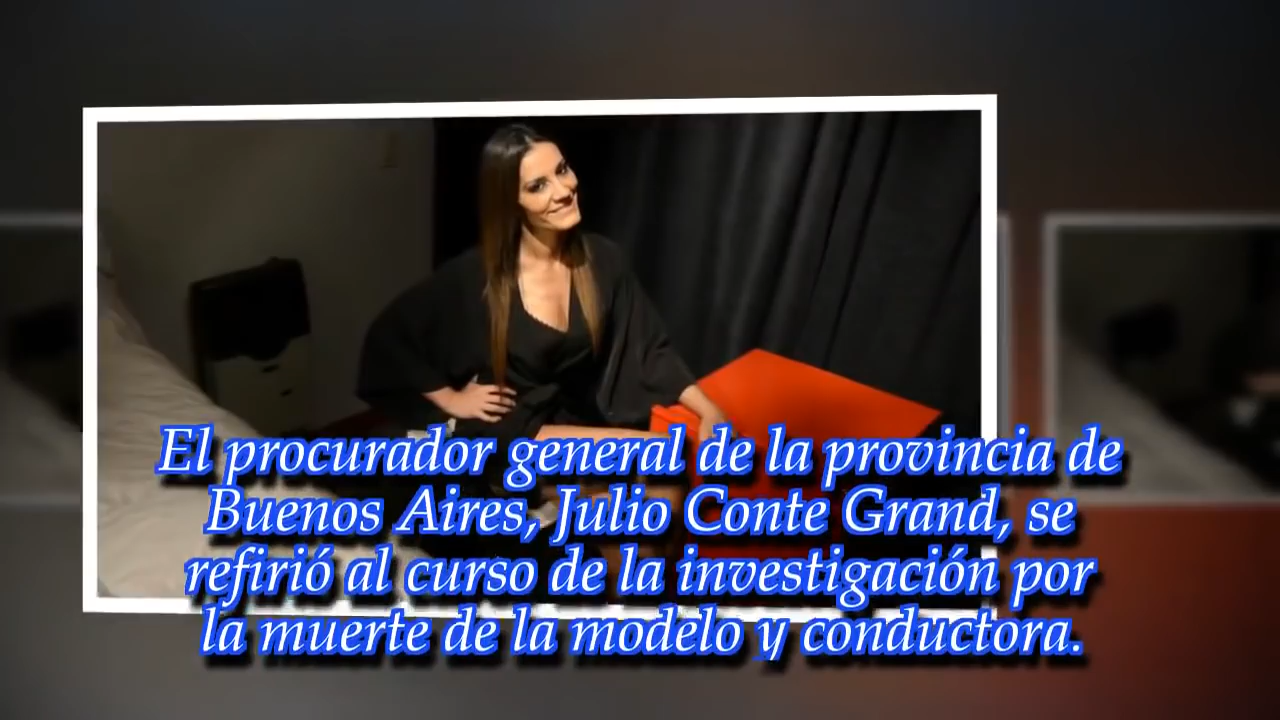 El procurador general de la provincia de
Buenos Aires, Julio Conte Grand, se
refirió al curso de la investigación por
la muerte de la modelo y conductora.